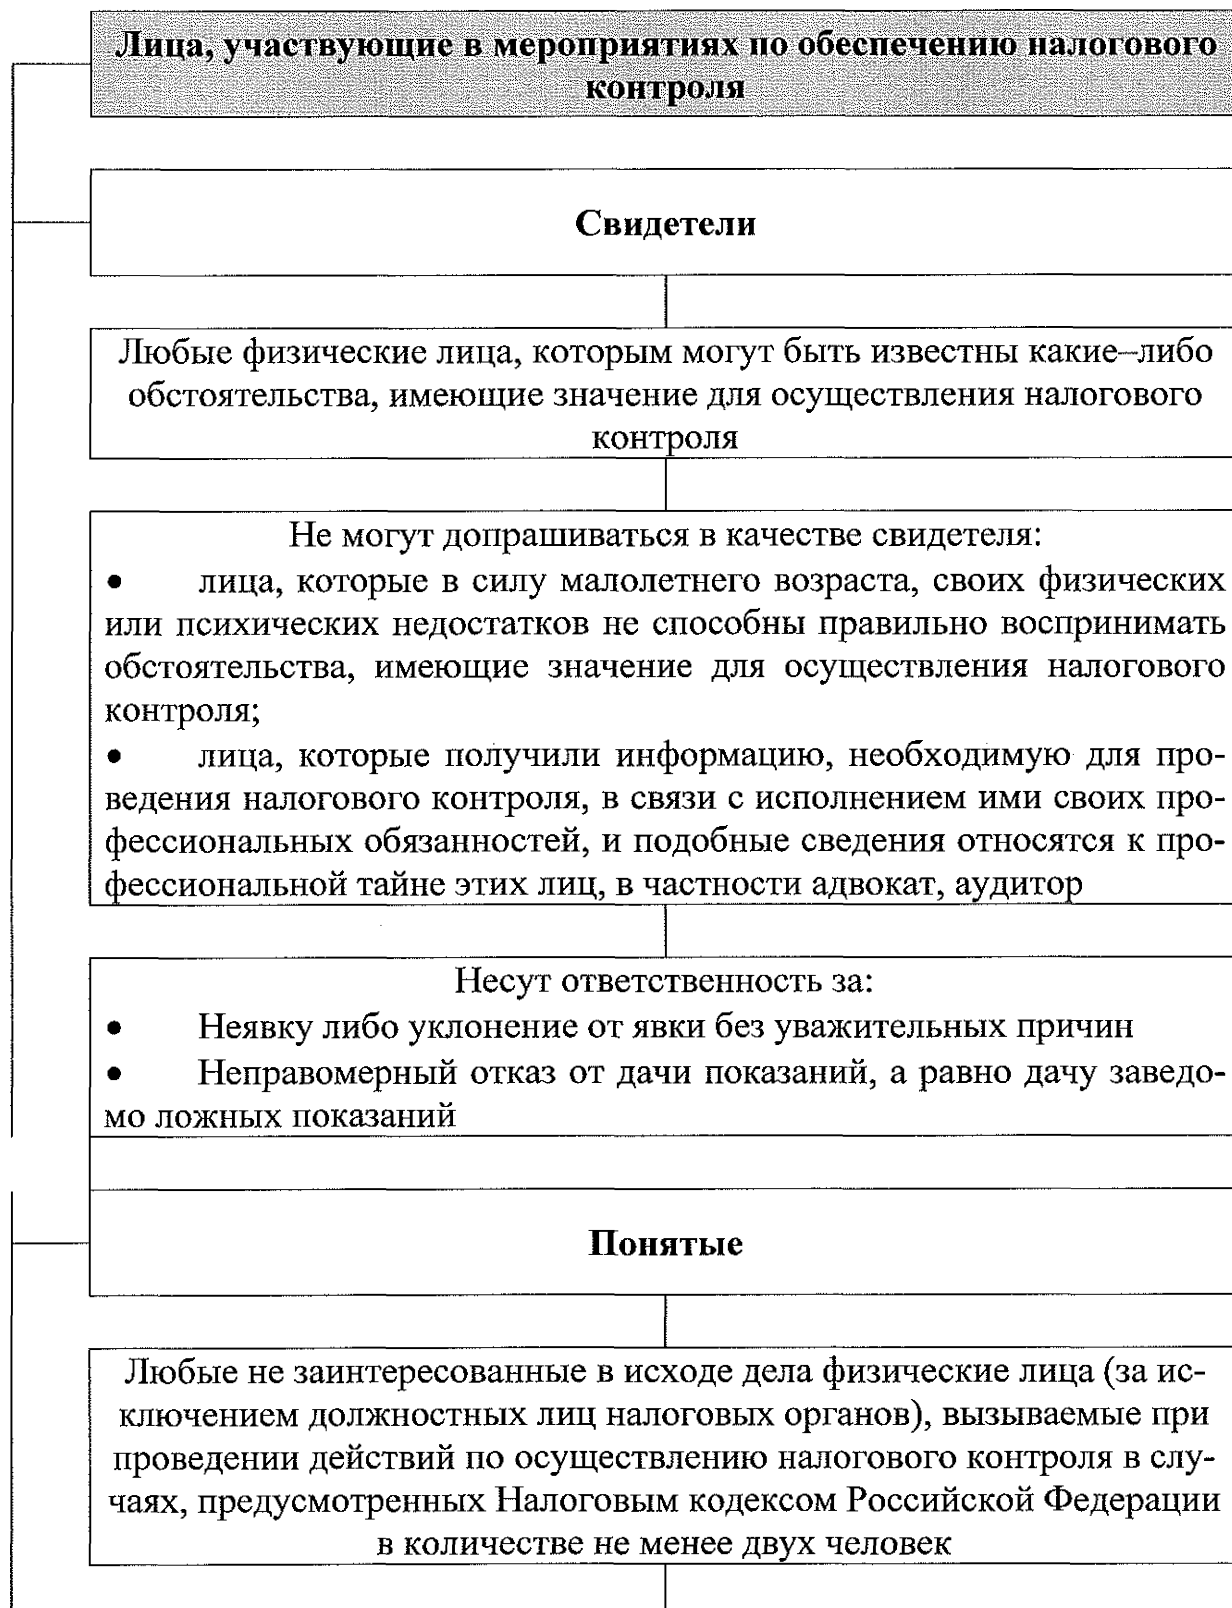 Лица, участвующие в мероприятиях по обеспечению налогового
контроля
Свидетели
Любые физические лица, которым могут быть известны какие–либо
обстоятельства, имеющие значение для осуществления налогового
контроля
Не могут допрашиваться в качестве свидетеля:
• лица, которые в силу малолетнего возраста, своих физических
или психических недостатков не способны правильно воспринимать
обстоятельства, имеющие значение для осуществления налогового
контроля;
• лица, которые получили информацию, необходимую для про-
ведения налогового контроля, в связи с исполнением ими своих про-
фессиональных обязанностей, и подобные сведения относятся к про-
фессиональной тайне этих лиц, в частности адвокат, аудитор
Несут ответственность за:
• Неявку либо уклонение от явки без уважительных причин
• Неправомерный отказ от дачи показаний, а равно дачу заведо-
мо ложных показаний
Понятые
Любые не заинтересованные в исходе дела физические лица (за ис-
ключением должностных лиц налоговых органов), вызываемые при
проведении действий по осуществлению налогового контроля в слу-
чаях, предусмотренных Налоговым кодексом Российской Федерации
в количестве не менее двух человек